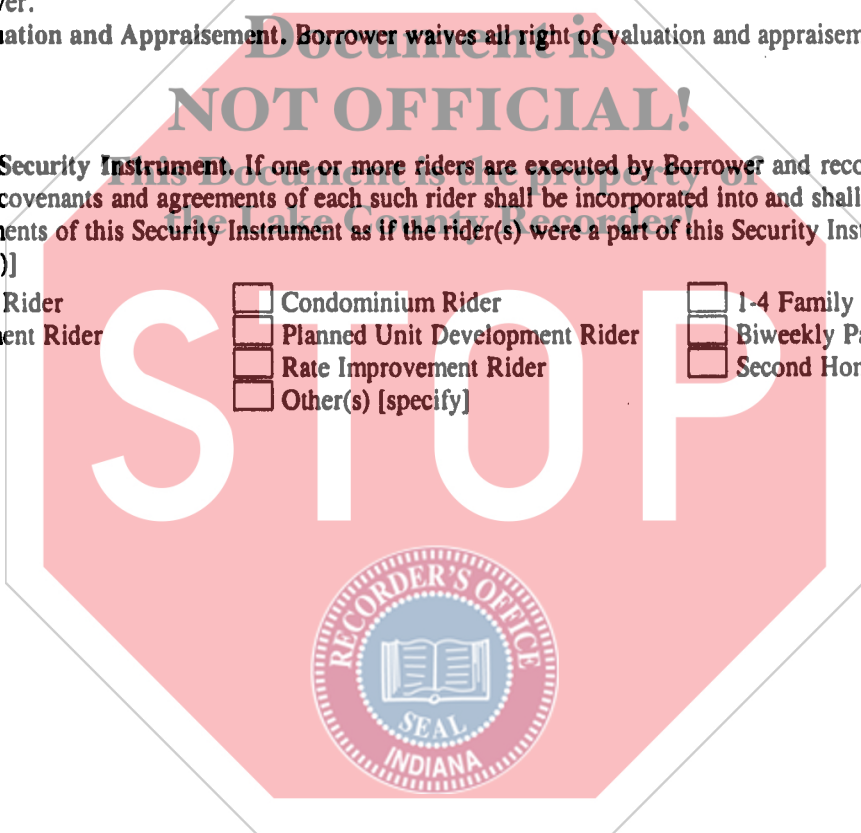 ver.
uation and Appraisement. Borrower waives all right of valuation and appraisem
Document is
NOT OFFICIAL!
This Document is the property of
the Lake County Recorder!
Security Instrument. If one or more riders are executed by Borrower and reco
covenants and agreements of each such rider shall be incorporated into and shall
ents of this Security Instrument as if the rider(s) were a part of this Security Inst
)]
Rider Condominium Rider 1-4 Family
ent Rider Planned Unit Development Rider Biweekly Pa
Rate Improvement Rider Second Hom
Other(s) [specify]
STOP
RECORDER'S OFFICE
SEAL
INDIANA